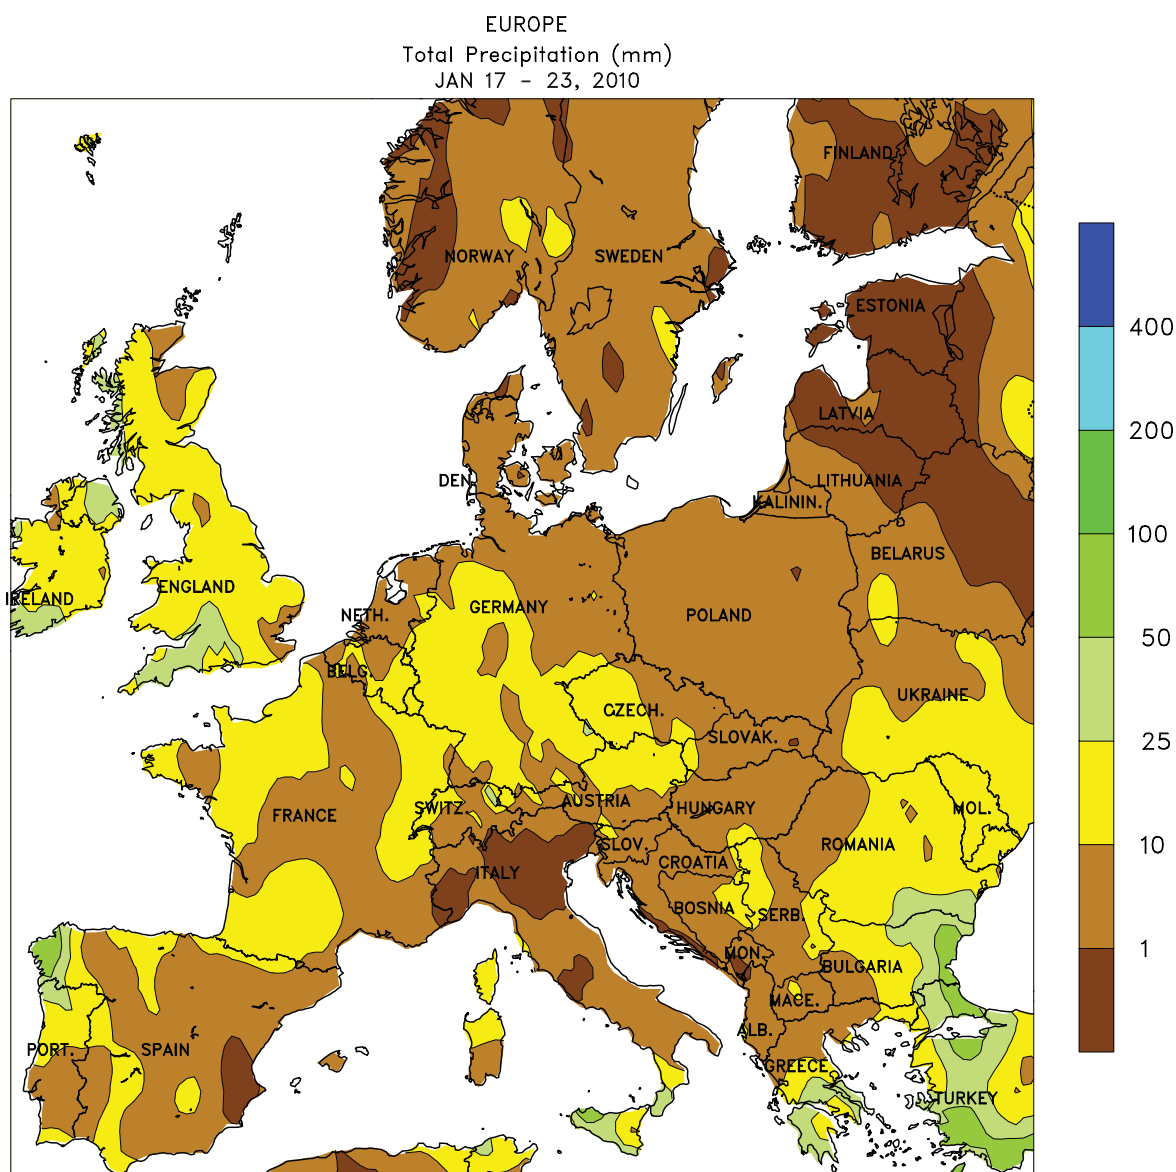 EUROPE
Total Precipitation (mm)
JAN 17 - 23, 2010
FINLAND
NORWAY
SWEDEN
ESTONIA
400
LATVIA
200
DEN.
LITHUANIA
KALININ.
100
BELARUS
ENGLAND
IRELAND
NETH.
GERMANY
POLAND
50
BELG.
UKRAINE
CZECH.
SLOVAK.
25
FRANCE
SWITZ.
AUSTRIA
HUNGARY
MOL.
ROMANIA
10
SLOV.
ITALY
CROATIA
BOSNIA
SERB.
1
MON.
BULGARIA
MACE.
PORT.
SPAIN
ALB.
GREECE
TURKEY